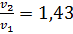 v₂/v₁ = 1,43